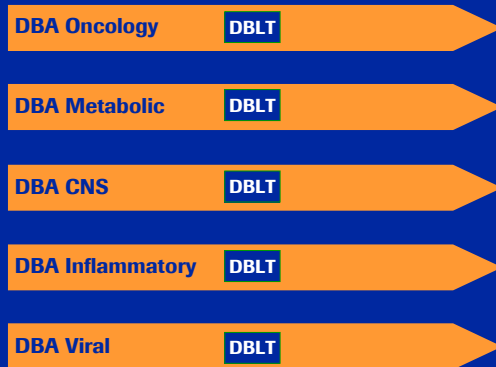 DBA Oncology DBLT
DBA Metabolic DBLT
DBA CNS DBLT
DBA Inflammatory DBLT
DBA Viral DBLT